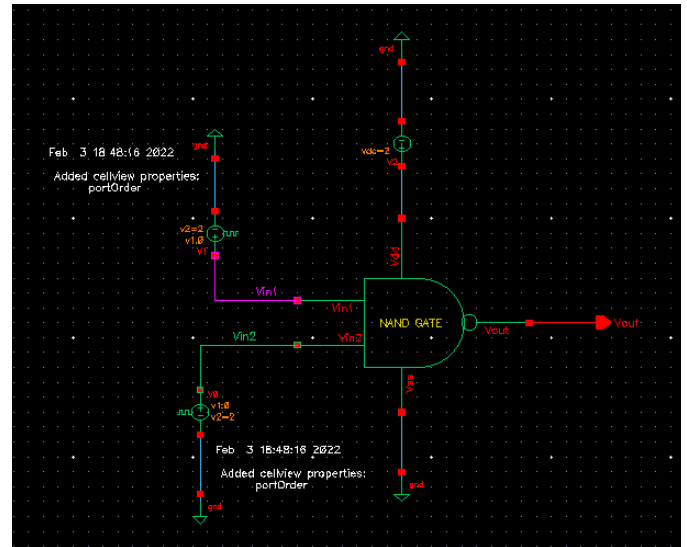 gnd
vdc=2
V2
gnd
Feb 3 18:48:16 2022
Added cellview properties:
portOrder
v2=2
v1:0
V1
Vdd
Vin1
Vin1
NAND GATE
Vout
Vout
Vin2
Vin2
V0
v1:0
v2=2
Vss
Feb 3 18:48:16 2022
Added cellview properties:
portOrder
gnd
gnd